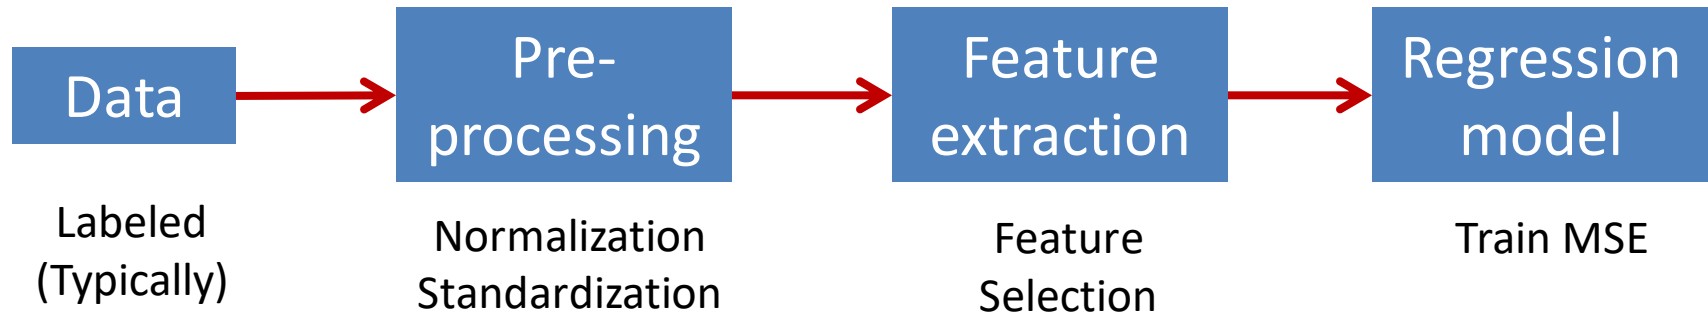 Data
Labeled
(Typically)
Pre-
processing
Normalization
Standardization
Feature
extraction
Feature
Selection
Regression
model
Train MSE